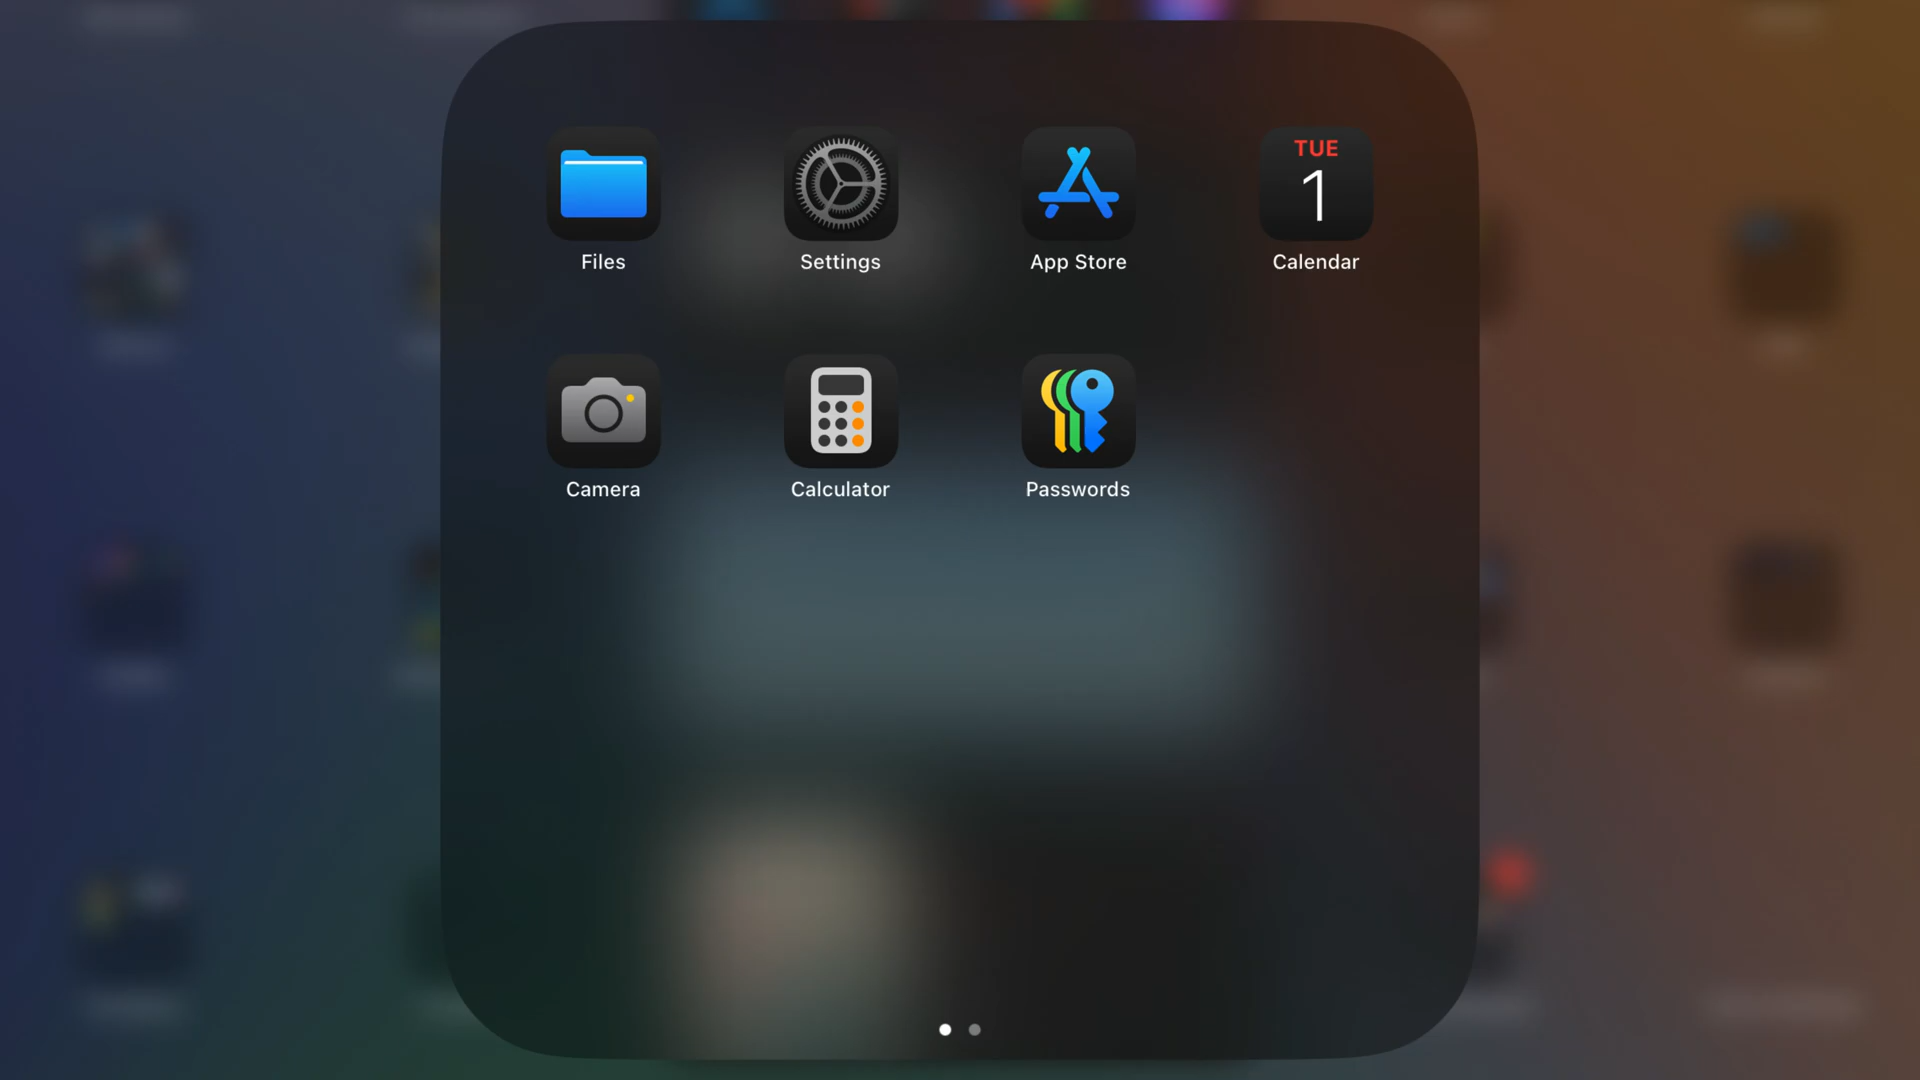 TUE
1
Files
Settings
App Store
Calendar
Camera
Calculator
Passwords